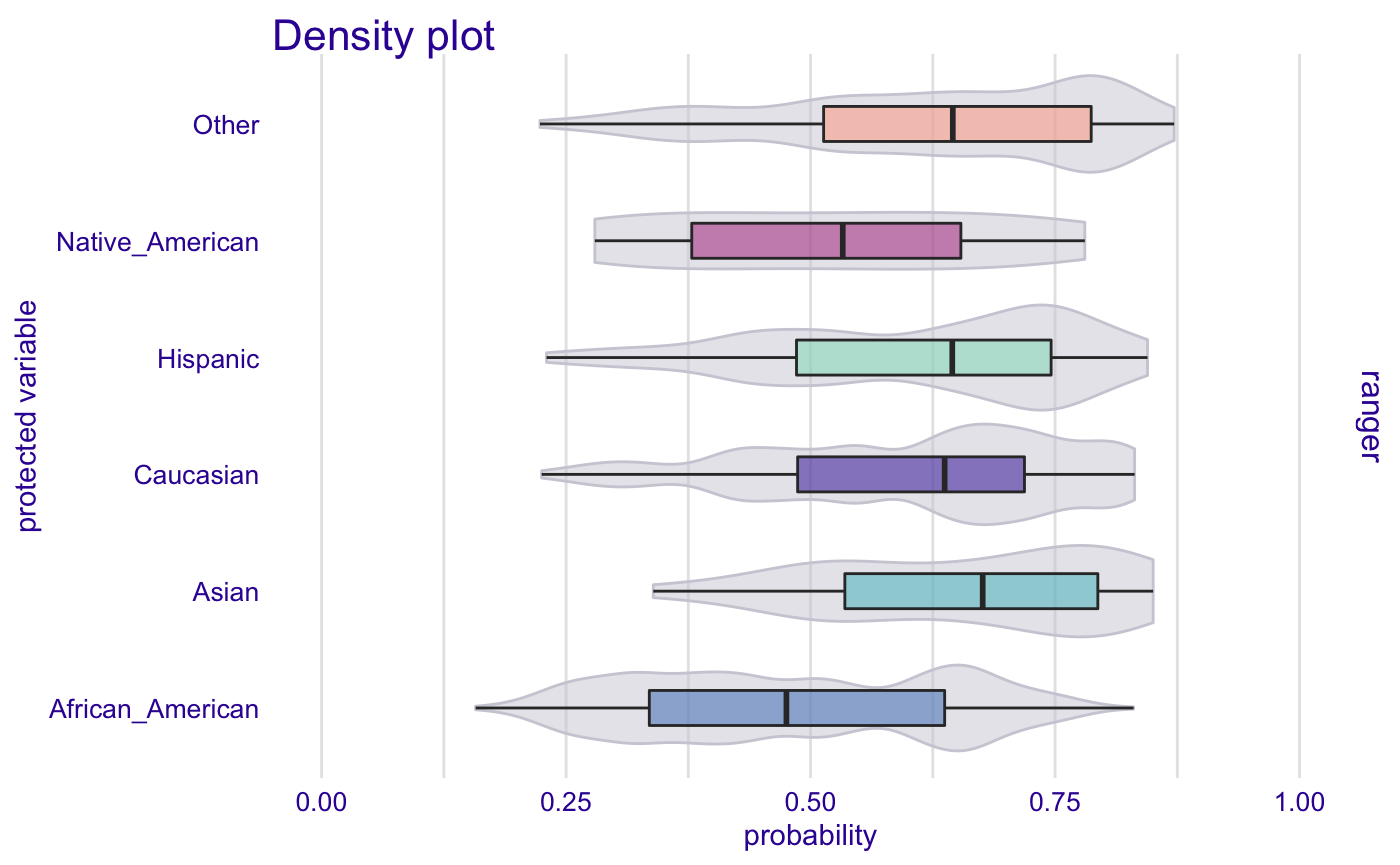 Density plot
Other
Native_American
Hispanic
Caucasian
Asian
African_American
protected variable
ranger
0.00 0.25 0.50 0.75 1.00
probability